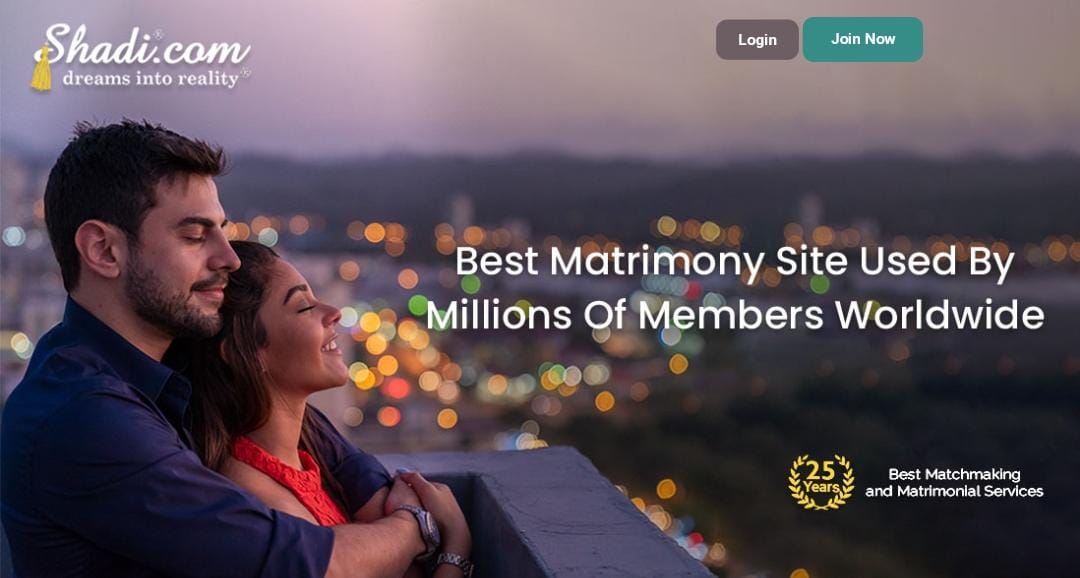 Shadi.com®
dreams into reality®
Login
Join Now
Best Matrimony Site Used By
Millions Of Members Worldwide
25
Years
Best Matchmaking
and Matrimonial Services